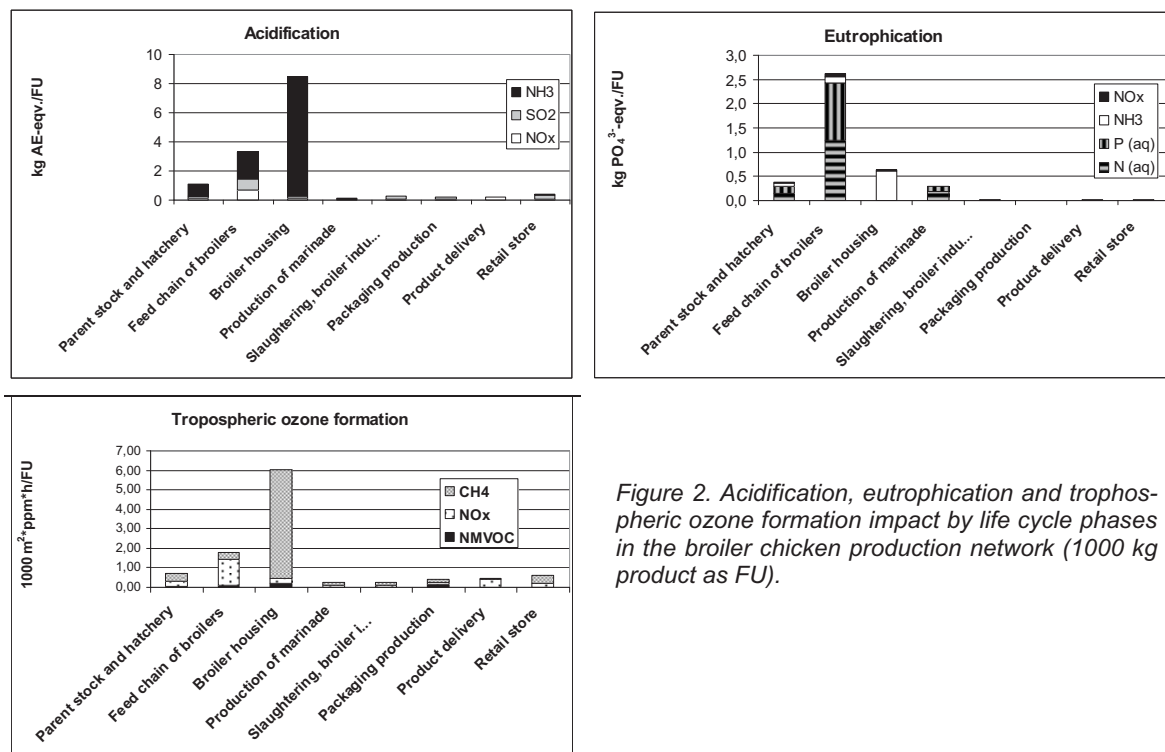 Acidification
kg AE-eqv./FU
10
8
6
4
2
0
NH3
SO2
NOx
Parent stock and hatchery
Feed chain of broilers
Broiler housing
Production of marinade
Slaughtering, broiler indu...
Packaging production
Product delivery
Retail store
Eutrophication
kg PO₄³⁻-eqv./FU
3,0
2,5
2,0
1,5
1,0
0,5
0,0
NOx
NH3
P (aq)
N (aq)
Parent stock and hatchery
Feed chain of broilers
Broiler housing
Production of marinade
Slaughtering, broiler indu...
Packaging production
Product delivery
Retail store
Tropospheric ozone formation
1000 m²*ppm*h/FU
7,00
6,00
5,00
4,00
3,00
2,00
1,00
0,00
CH4
NOx
NMVOC
Parent stock and hatchery
Feed chain of broilers
Broiler housing
Production of marinade
Slaughtering, broiler i...
Packaging production
Product delivery
Retail store
Figure 2. Acidification, eutrophication and trophos-
pheric ozone formation impact by life cycle phases
in the broiler chicken production network (1000 kg
product as FU).